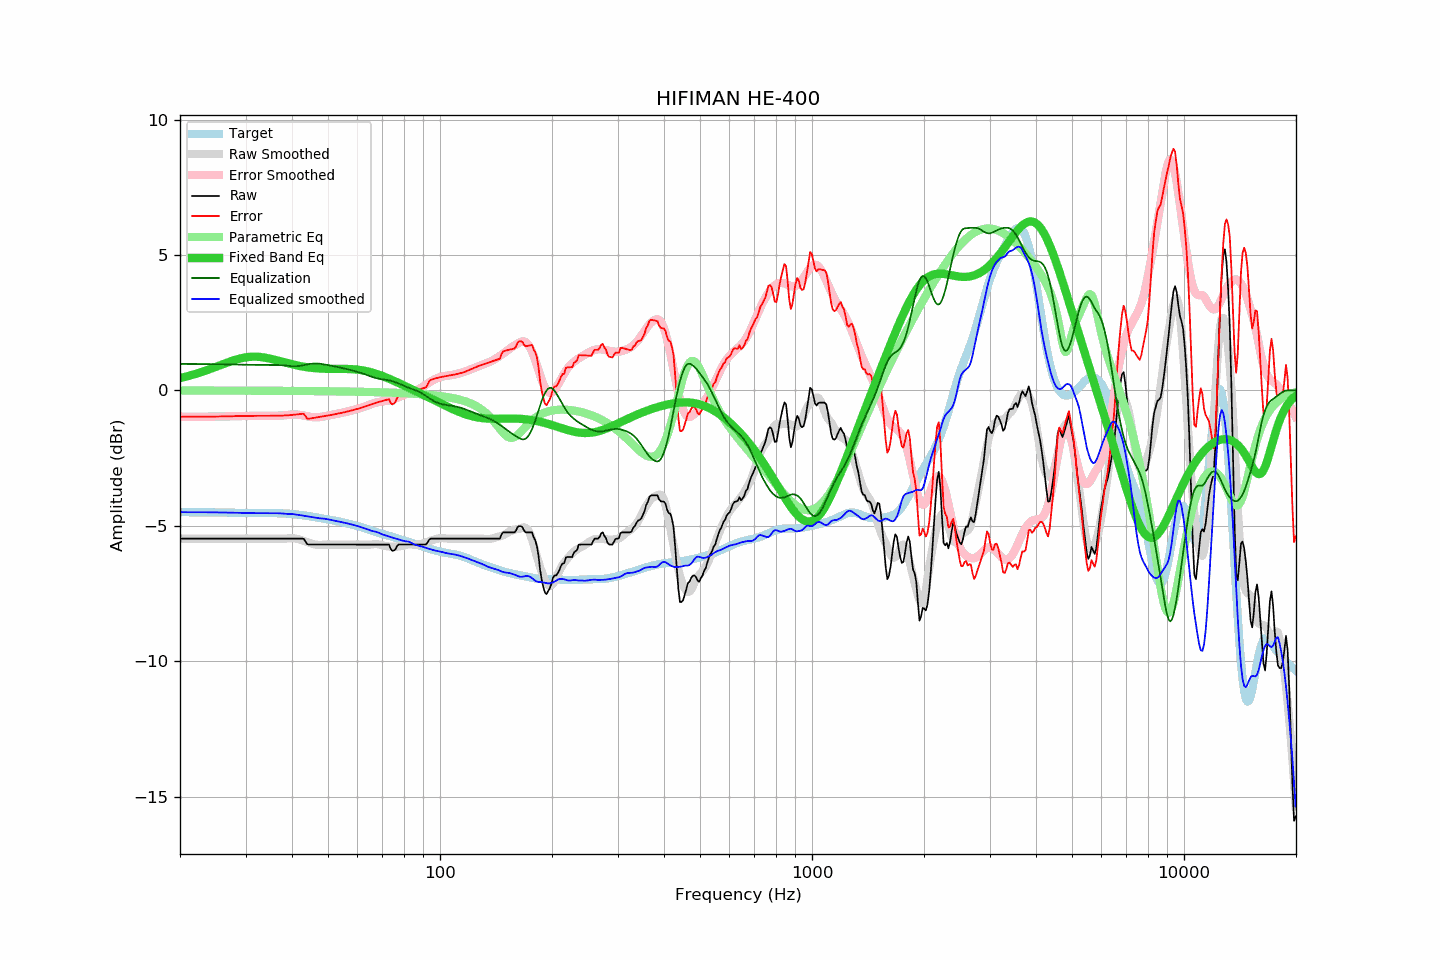 HIFIMAN HE-400
10
5
0
−5
−10
−15
Amplitude (dBr)
Target
Raw Smoothed
Error Smoothed
Raw
Error
Parametric Eq
Fixed Band Eq
Equalization
Equalized smoothed
100
1000
10000
Frequency (Hz)